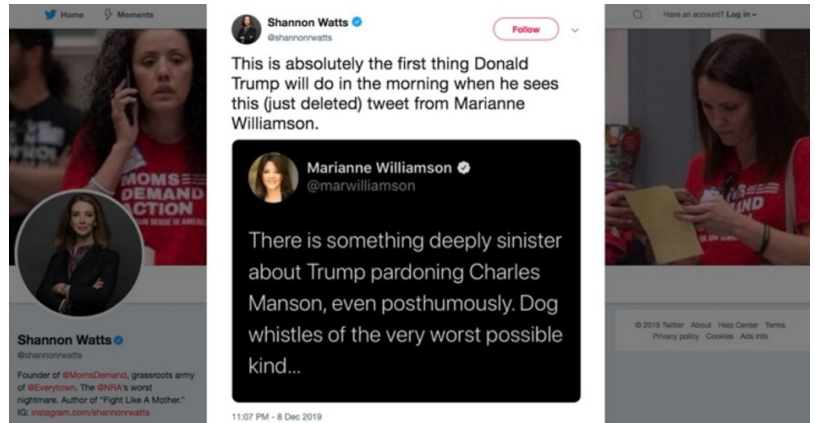 Home
Moments
Have an account? Log in
Shannon Watts
@shannonrwatts
Follow
This is absolutely the first thing Donald
Trump will do in the morning when he sees
this (just deleted) tweet from Marianne
Williamson.
Marianne Williamson
@marwilliamson
There is something deeply sinister
about Trump pardoning Charles
Manson, even posthumously. Dog
whistles of the very worst possible
kind...
11:07 PM - 8 Dec 2019
MOMS
DEMAND
ACTION
Shannon Watts
@shannonrwatts
Founder of @MomsDemand, grassroots army
of @Everytown. The @NRA's worst
nightmare. Author of "Fight Like A Mother."
IG: instagram.com/shannonrwatts
© 2019 Twitter About Help Center Terms
Privacy policy Cookies Ads info